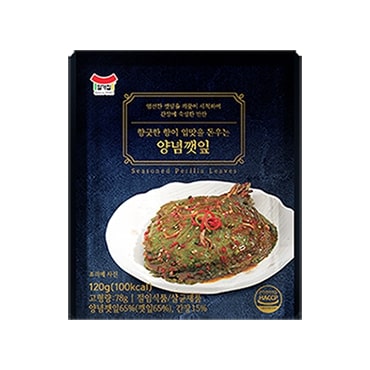 향긋한 향이 입맛을 돋우는
양념깻잎
Seasoned Perilla Leaves
조리예 사진
120g(100kcal)
고형량:78g | 절임식품/살균제품
양념깻잎65%(깻잎65%), 간장15%
HACCP